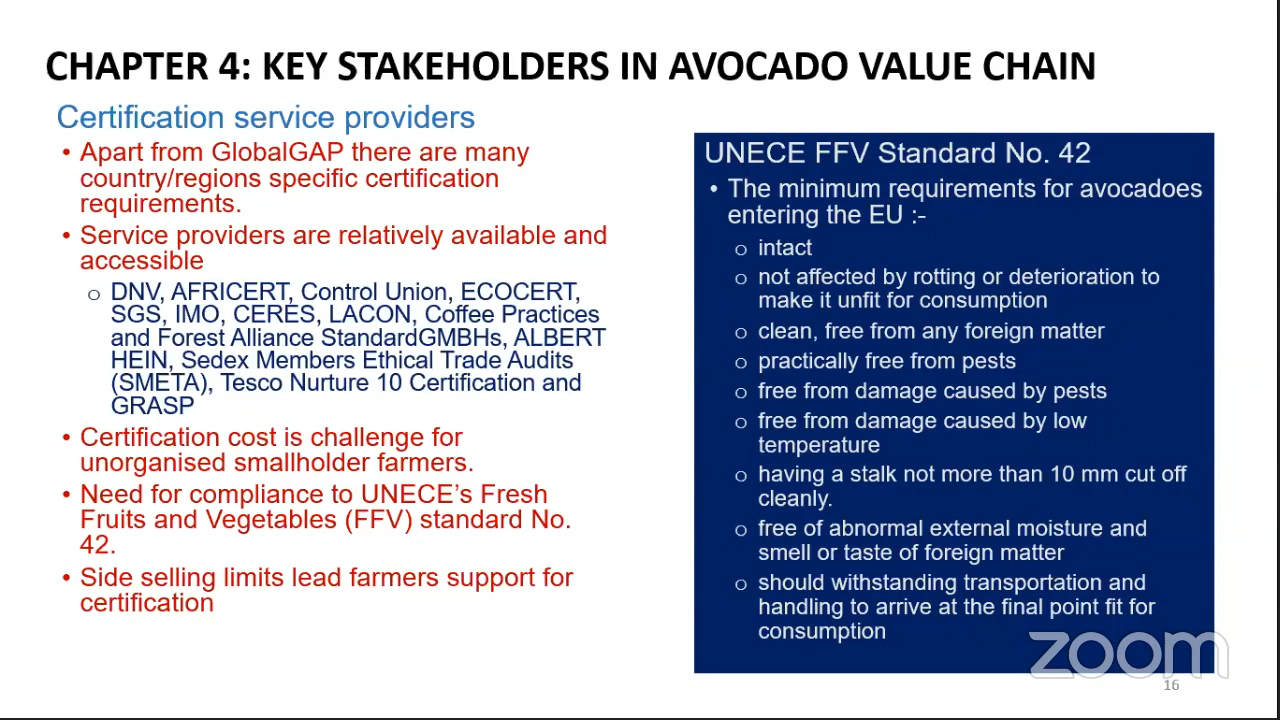 CHAPTER 4: KEY STAKEHOLDERS IN AVOCADO VALUE CHAIN
Certification service providers
• Apart from GlobalGAP there are many
country/regions specific certification
requirements.
• Service providers are relatively available and
accessible
o DNV, AFRICERT, Control Union, ECOCERT,
SGS, IMO, CERES, LACON, Coffee Practices
and Forest Alliance StandardGMBHs, ALBERT
HEIN, Sedex Members Ethical Trade Audits
(SMETA), Tesco Nurture 10 Certification and
GRASP
• Certification cost is challenge for
unorganised smallholder farmers.
• Need for compliance to UNECE’s Fresh
Fruits and Vegetables (FFV) standard No.
42.
• Side selling limits lead farmers support for
certification
UNECE FFV Standard No. 42
• The minimum requirements for avocadoes
entering the EU :-
o intact
o not affected by rotting or deterioration to
make it unfit for consumption
o clean, free from any foreign matter
o practically free from pests
o free from damage caused by pests
o free from damage caused by low
temperature
o having a stalk not more than 10 mm cut off
cleanly.
o free of abnormal external moisture and
smell or taste of foreign matter
o should withstanding transportation and
handling to arrive at the final point fit for
consumption
zoom
16